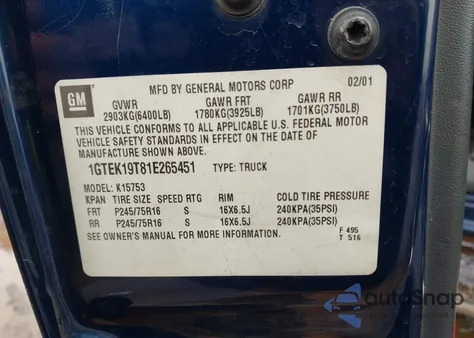 GM
MFD BY GENERAL MOTORS CORP 02/01
GVWR GAWR FRT GAWR RR
2903KG(6400LB) 1780KG(3925LB) 1701KG(3750LB)
THIS VEHICLE CONFORMS TO ALL APPLICABLE U.S. FEDERAL MOTOR
VEHICLE SAFETY STANDARDS IN EFFECT ON THE DATE OF
MANUFACTURE SHOWN ABOVE.
1GTEK19T81E265451 TYPE: TRUCK
MODEL: K15753
KPAN TIRE SIZE SPEED RTG RIM COLD TIRE PRESSURE
FRT P245/75R16 S 16X6.5J 240KPA(35PSI)
RR P245/75R16 S 16X6.5J 240KPA(35PSI)
SEE OWNER'S MANUAL FOR MORE INFORMATION.
F 495
T 516
autoSnap